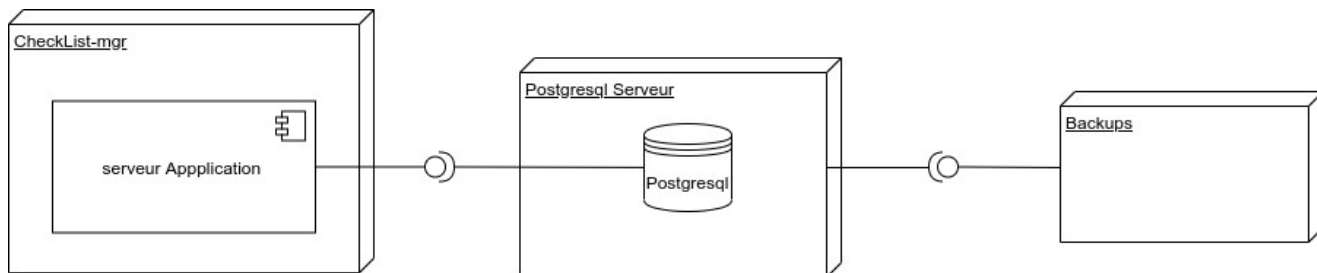 CheckList-mgr
serveur Appplication
Postgresql Serveur
Postgresql
Backups